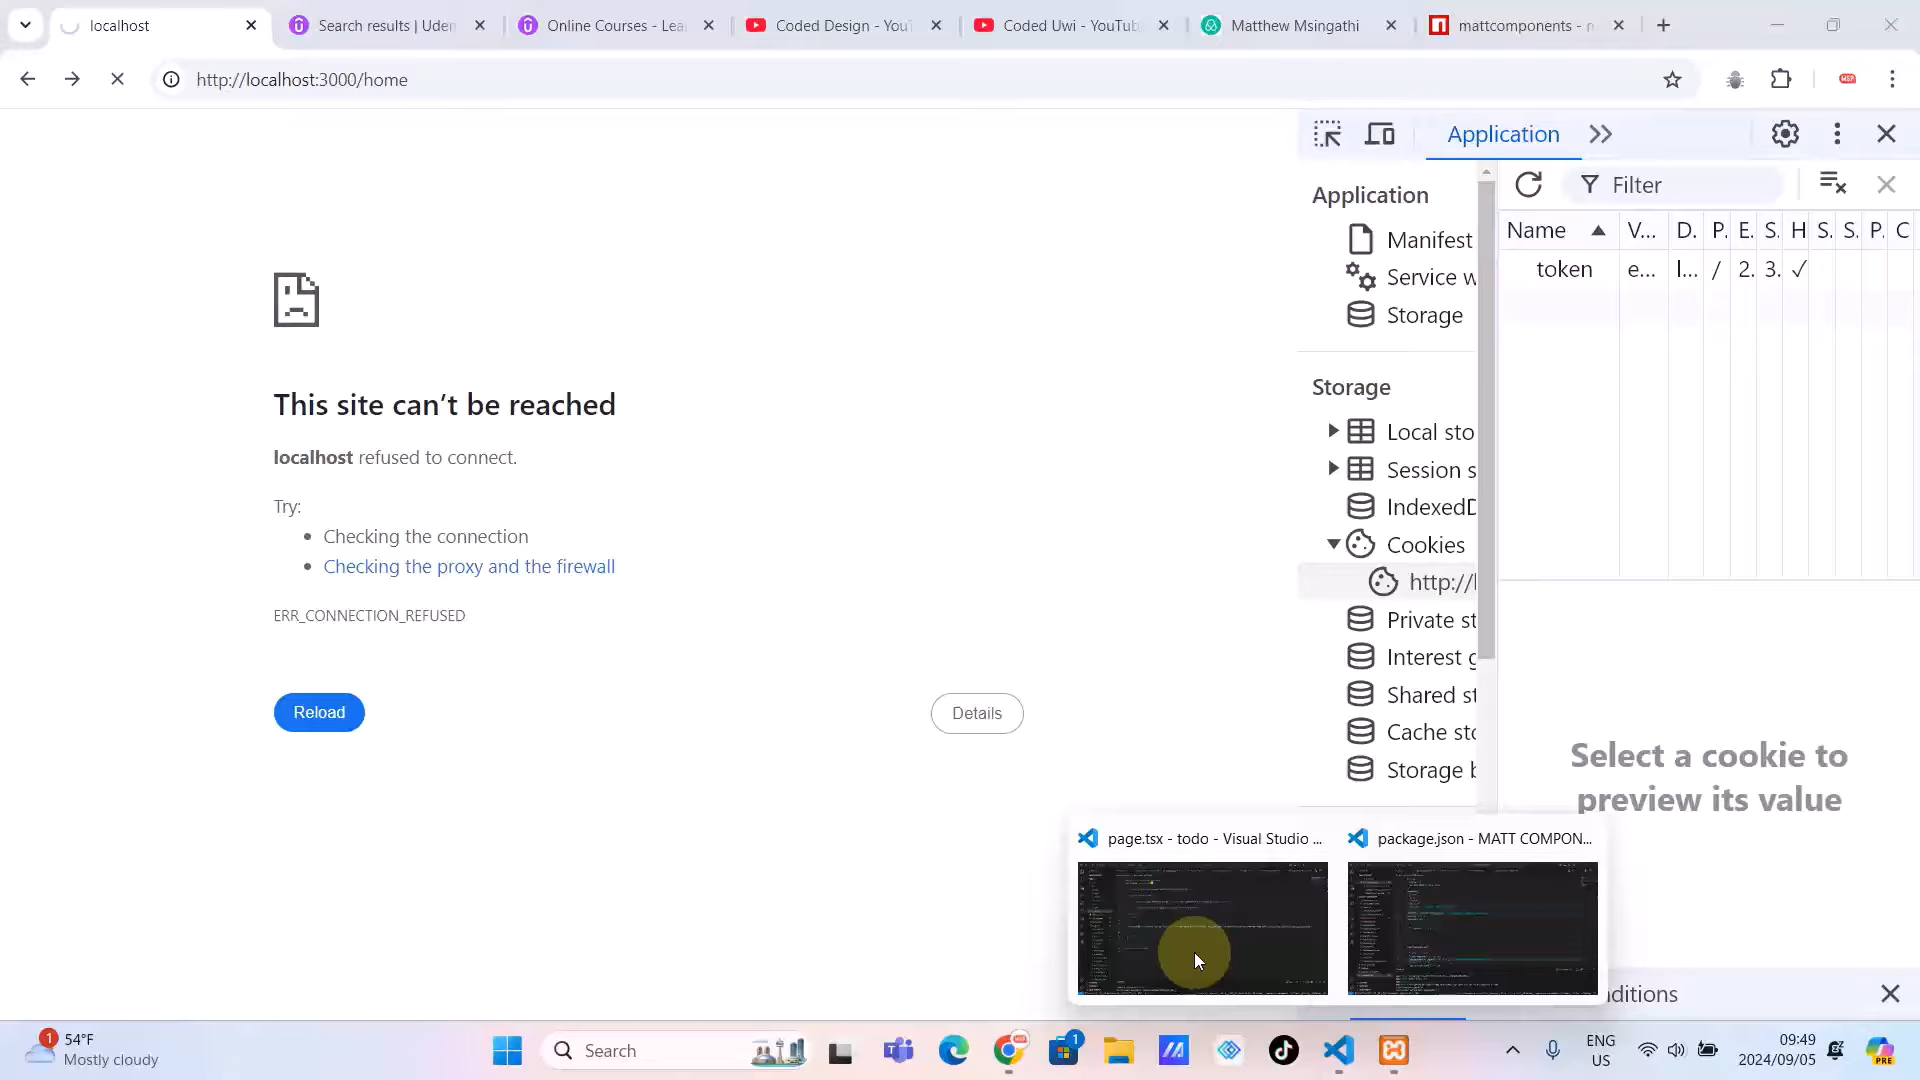 localhost
Search results | Uden
Online Courses - Lea
Coded Design - YouT
Coded Uwi - YouTub
Matthew Msingathi
mattcomponents - n
http://localhost:3000/home
Application
Filter
Application
Manifest
Service w
Storage
Name
V...
D.
P.
E.
S.
H
S.
S.
P.
C
token
e...
l...
/
2.
3.
✓
Storage
Local sto
Session s
IndexedD
Cookies
http://l
Private st
Interest g
Shared st
Cache sto
Storage b
Select a cookie to
preview its value
This site can’t be reached
localhost refused to connect.
Try:
• Checking the connection
• Checking the proxy and the firewall
ERR_CONNECTION_REFUSED
Reload
Details
page.tsx - todo - Visual Studio ...
package.json - MATT COMPON...
ditions
1
54°F
Mostly cloudy
Search
1
ENG
US
09:49
2024/09/05
PRE